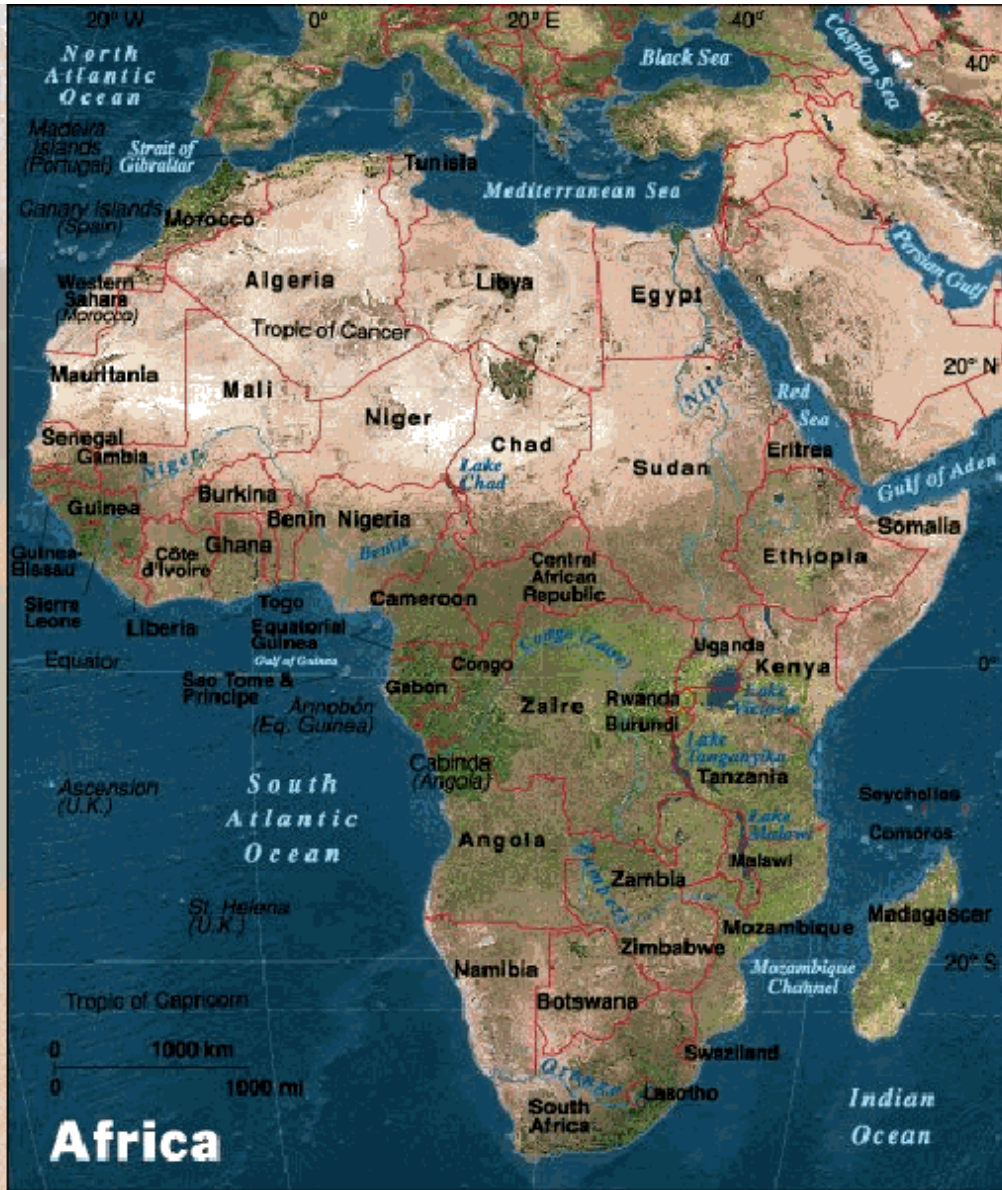 20° W
0°
20° E
40°
North
Atlantic
Ocean
Black Sea
Caspian Sea
40°
Madeira
Islands
(Portugal)
Strait of
Gibraltar
Tunisia
Mediterranean Sea
Canary Islands
(Spain)
Morocco
Persian Gulf
Western
Sahara
(Morocco)
Algeria
Libya
Egypt
Tropic of Cancer
20° N
Mauritania
Mali
Niger
Chad
Sudan
Nile
Red
Sea
Eritrea
Senegal
Gambia
Niger
Lake
Chad
Gulf of Aden
Guinea
Burkina
Benin
Nigeria
Somalia
Guinea-
Bissau
Côte
d'Ivoire
Ghana
Ethiopia
Central
African
Republic
Sierra
Leone
Liberia
Togo
Cameroon
Equatorial
Guinea
Gulf of Guinea
Congo (Zaire)
Uganda
Kenya
Equator
0°
Sao Tome &
Principe
Congo
Gabon
Zaire
Rwanda
Burundi
Lake
Victoria
Annobón
(Eq. Guinea)
Cabinda
(Angola)
Lake
Tanganyika
Tanzania
Ascension
(U.K.)
South
Atlantic
Ocean
Seychelles
Comoros
Lake
Malawi
Angola
Malawi
Zambia
St. Helena
(U.K.)
Mozambique
Madagascar
Zimbabwe
Namibia
Mozambique
Channel
20° S
Tropic of Capricorn
Botswana
0
1000 km
0
1000 mi
Swaziland
Orange
Lesotho
South
Africa
Indian
Ocean
Africa